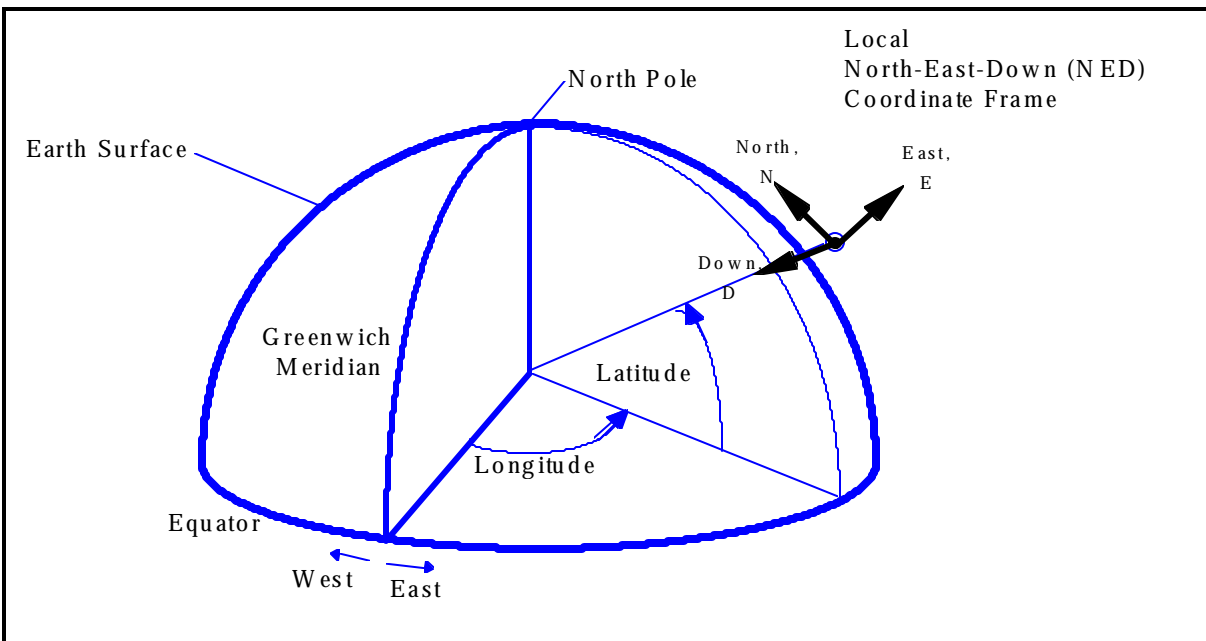 Local
North-East-Down (NED)
Coordinate Frame
North Pole
Earth Surface
North,
N
East,
E
Down,
D
Greenwich
Meridian
Latitude
Longitude
Equator
West
East